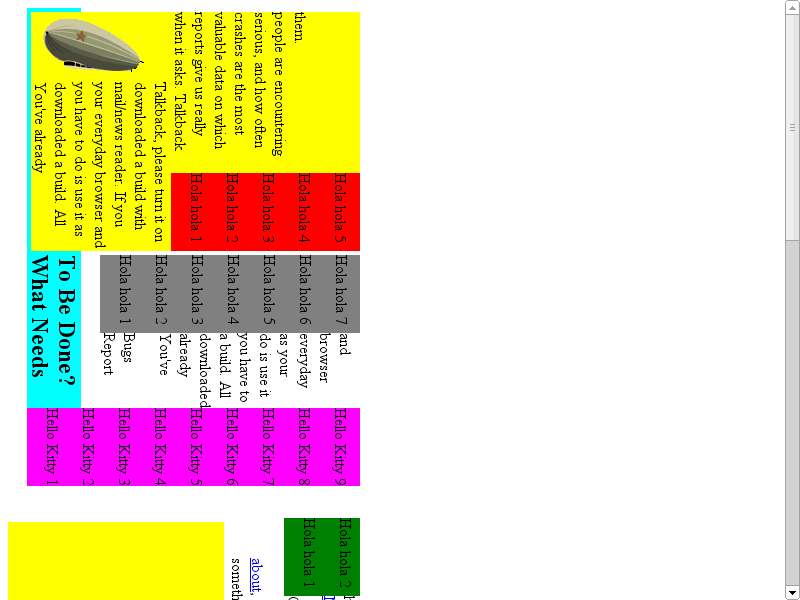 You've already
downloaded a build. All
you have to do is use it as
your everyday browser and
mail/news reader. If you
downloaded a build with
Talkback, please turn it on
when it asks. Talkback
reports give us really
valuable data on which
crashes are the most
serious, and how often
people are encountering
them.
Hola hola 1
Hola hola 2
Hola hola 3
Hola hola 4
Hola hola 5
What Needs
To Be Done?
Hola hola 1
Hola hola 2
Hola hola 3
Hola hola 4
Hola hola 5
Hola hola 6
Hola hola 7
Report
Bugs
You've
already
downloaded
a build. All
you have to
do is use it
as your
everyday
browser
and
Hello Kitty 1
Hello Kitty 2
Hello Kitty 3
Hello Kitty 4
Hello Kitty 5
Hello Kitty 6
Hello Kitty 7
Hello Kitty 8
Hello Kitty 9
someth
about,
Hola hola 1
Hola hola 2